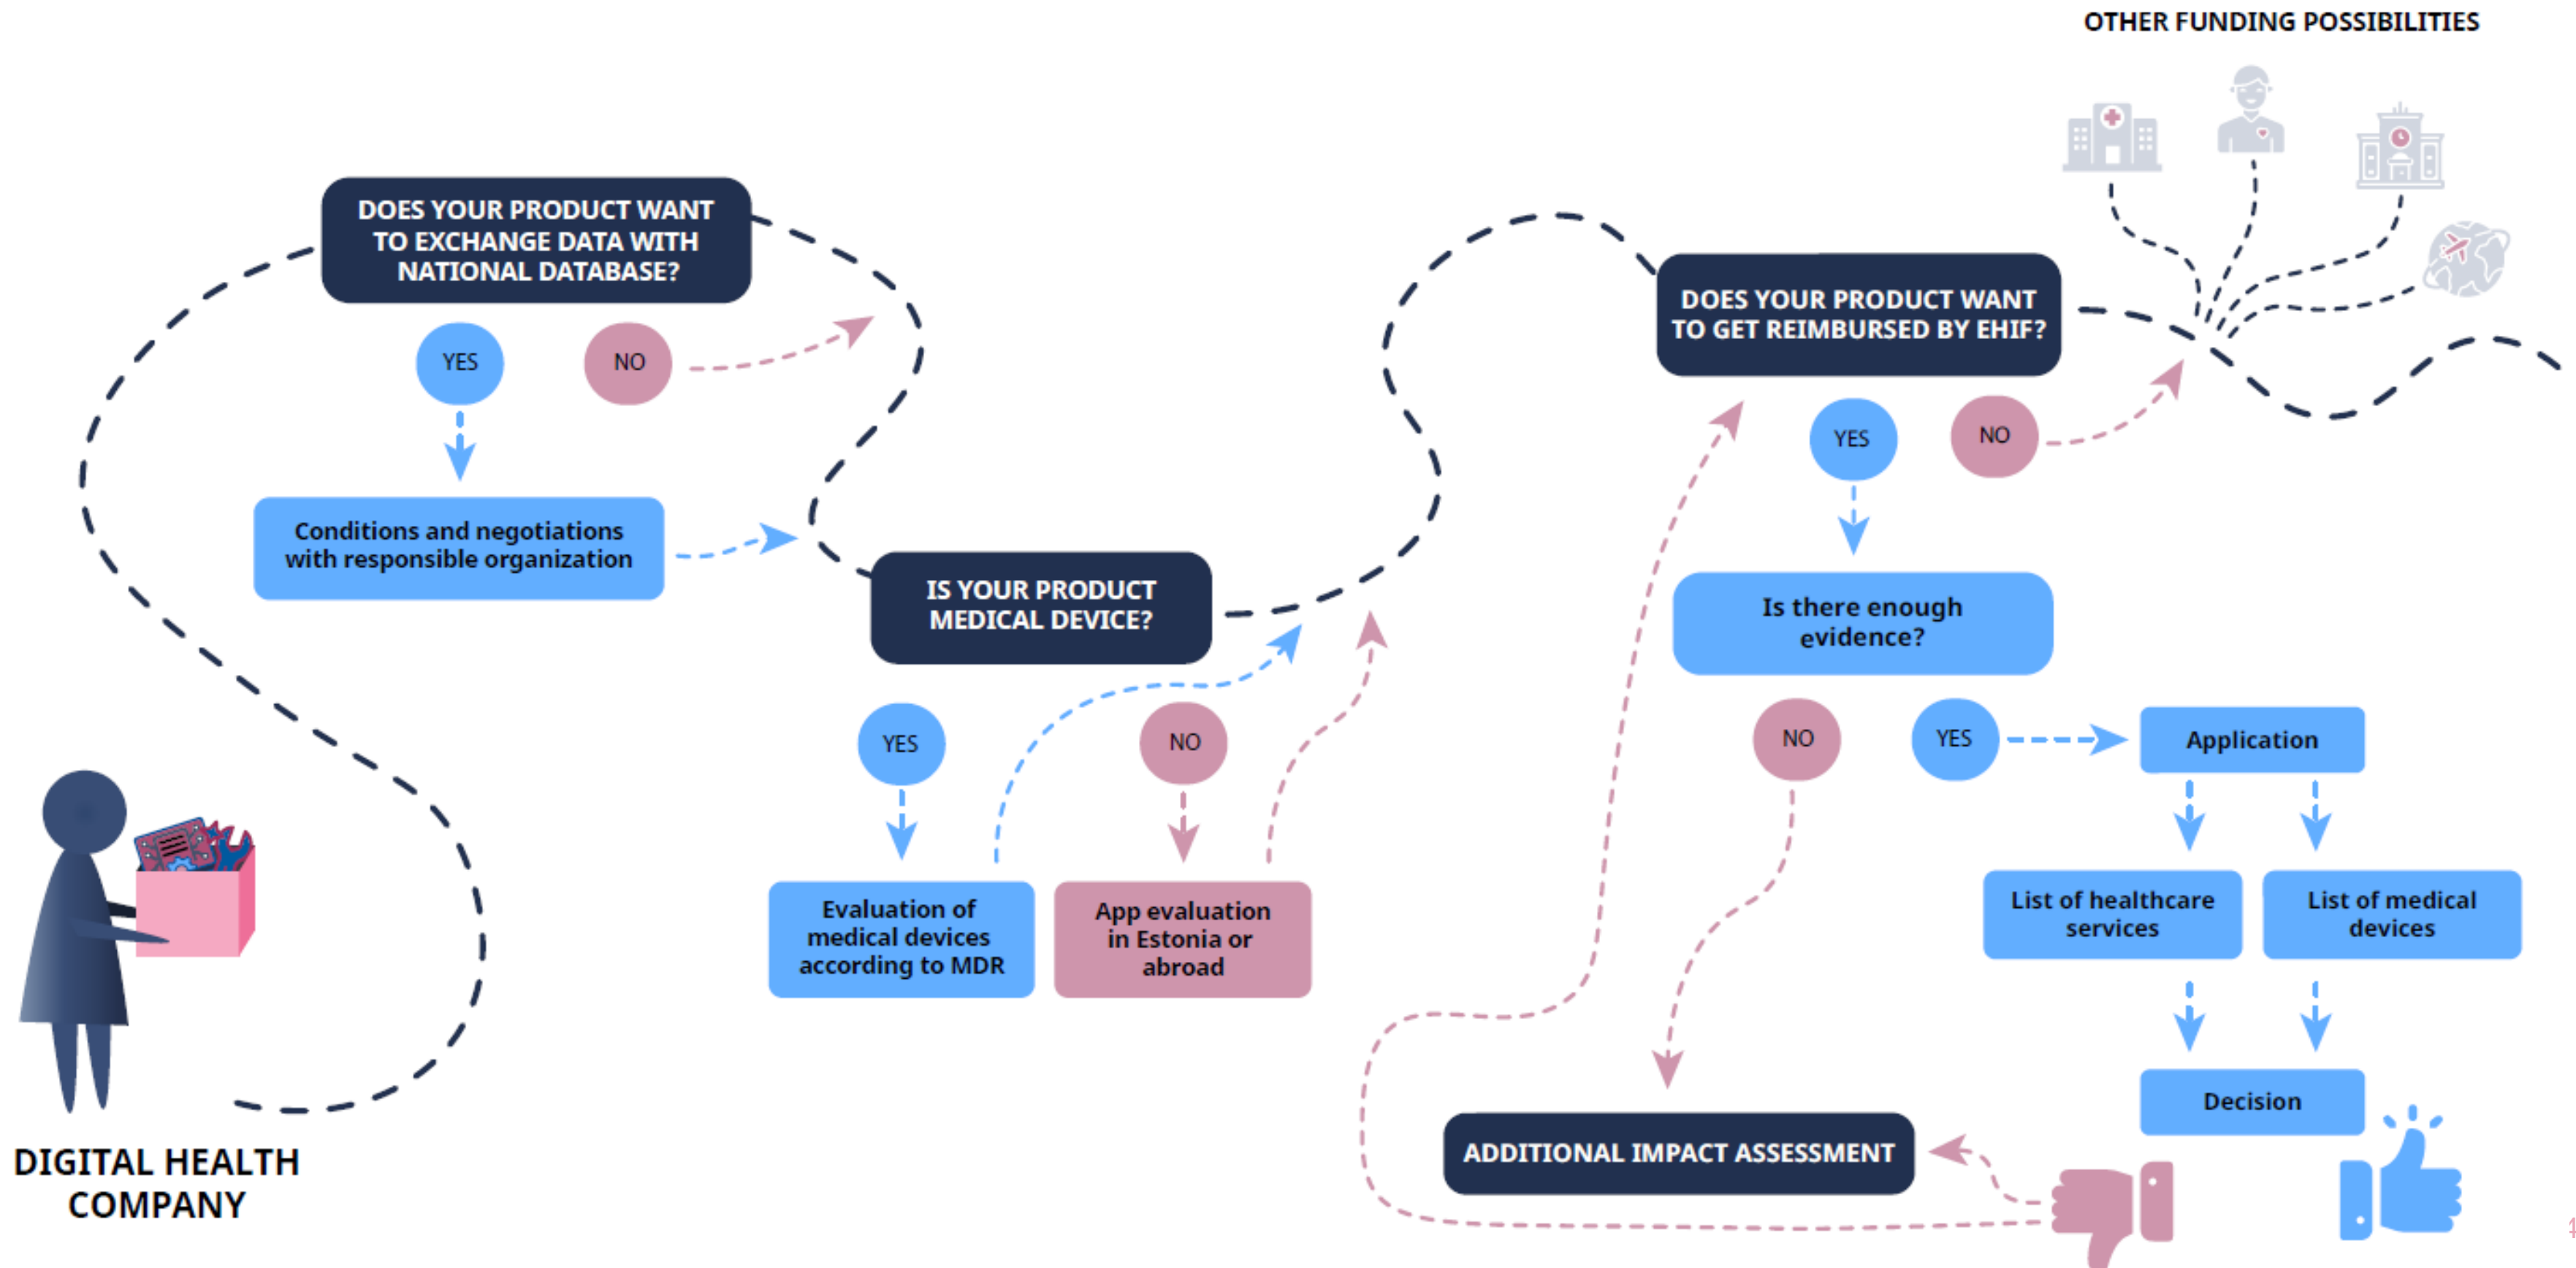 OTHER FUNDING POSSIBILITIES
DOES YOUR PRODUCT WANT
TO EXCHANGE DATA WITH
NATIONAL DATABASE?
YES
NO
Conditions and negotiations
with responsible organization
IS YOUR PRODUCT
MEDICAL DEVICE?
YES
NO
Evaluation of
medical devices
according to MDR
App evaluation
in Estonia or
abroad
DOES YOUR PRODUCT WANT
TO GET REIMBURSED BY EHIF?
YES
NO
Is there enough
evidence?
NO
YES
Application
List of healthcare
services
List of medical
devices
Decision
ADDITIONAL IMPACT ASSESSMENT
DIGITAL HEALTH
COMPANY